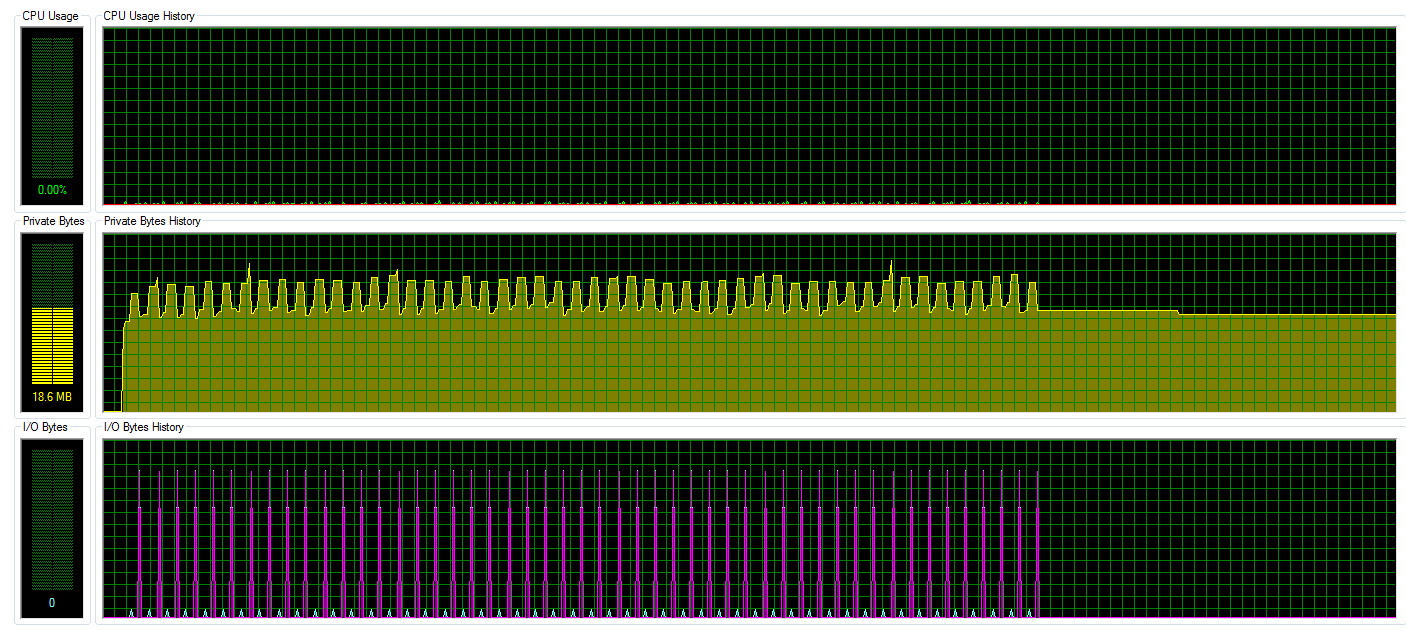 CPU Usage
CPU Usage History
0.00%
Private Bytes
Private Bytes History
18.6 MB
I/O Bytes
I/O Bytes History
0